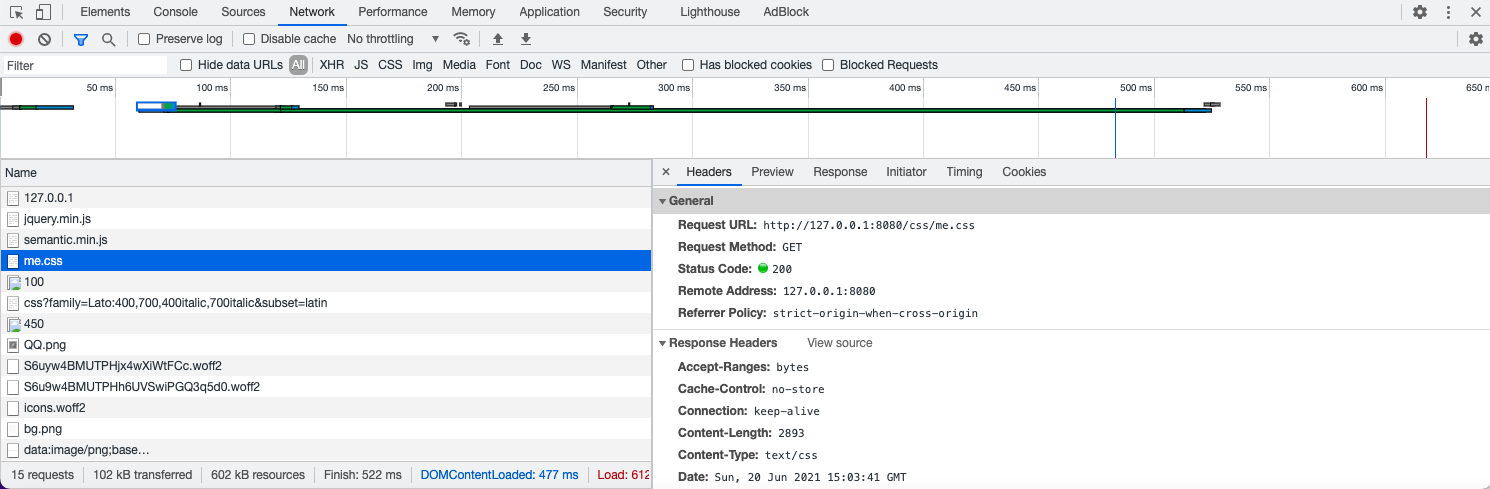 Elements Console Sources Network Performance Memory Application Security Lighthouse AdBlock
Preserve log Disable cache No throttling
Filter Hide data URLs All XHR JS CSS Img Media Font Doc WS Manifest Other Has blocked cookies Blocked Requests
50 ms 100 ms 150 ms 200 ms 250 ms 300 ms 350 ms 400 ms 450 ms 500 ms 550 ms 600 ms 650 m
Name
127.0.0.1
jquery.min.js
semantic.min.js
me.css
100
css?family=Lato:400,700,400italic,700italic&subset=latin
450
QQ.png
S6uyw4BMUTPHjx4wXiWtFCc.woff2
S6u9w4BMUTPHh6UVSwiPGQ3q5d0.woff2
icons.woff2
bg.png
data:image/png;base…
15 requests 102 kB transferred 602 kB resources Finish: 522 ms DOMContentLoaded: 477 ms Load: 612
Headers Preview Response Initiator Timing Cookies
General
Request URL: http://127.0.0.1:8080/css/me.css
Request Method: GET
Status Code: 200
Remote Address: 127.0.0.1:8080
Referrer Policy: strict-origin-when-cross-origin
Response Headers View source
Accept-Ranges: bytes
Cache-Control: no-store
Connection: keep-alive
Content-Length: 2893
Content-Type: text/css
Date: Sun, 20 Jun 2021 15:03:41 GMT